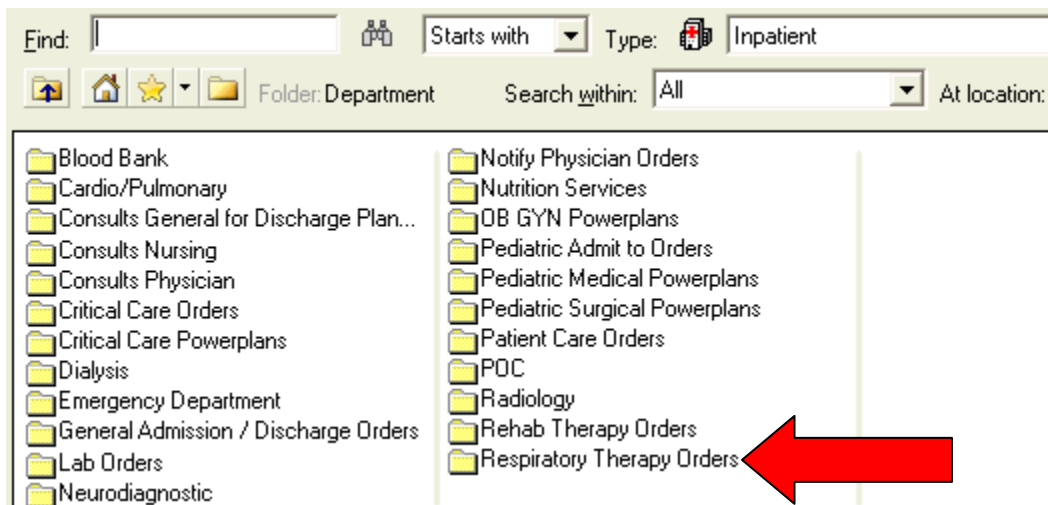 Find: Starts with Type: Inpatient
Folder: Department Search within: All At location:
Blood Bank
Cardio/Pulmonary
Consults General for Discharge Plan...
Consults Nursing
Consults Physician
Critical Care Orders
Critical Care Powerplans
Dialysis
Emergency Department
General Admission / Discharge Orders
Lab Orders
Neurodiagnostic
Notify Physician Orders
Nutrition Services
OB GYN Powerplans
Pediatric Admit to Orders
Pediatric Medical Powerplans
Pediatric Surgical Powerplans
Patient Care Orders
POC
Radiology
Rehab Therapy Orders
Respiratory Therapy Orders